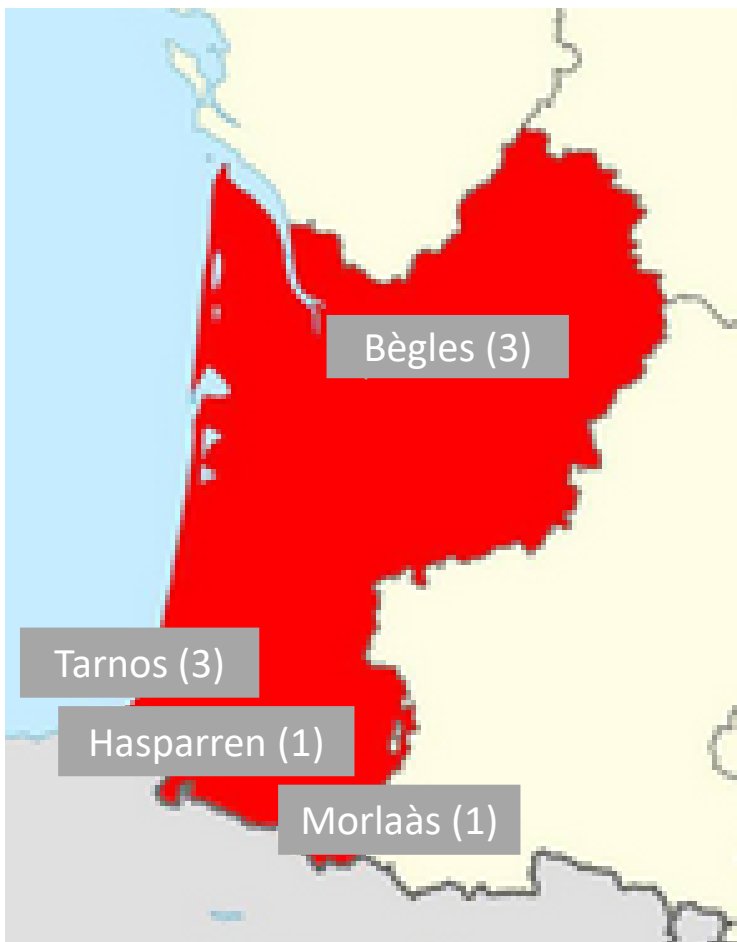 Bègles (3)
Tarnos (3)
Hasparren (1)
Morlaàs (1)